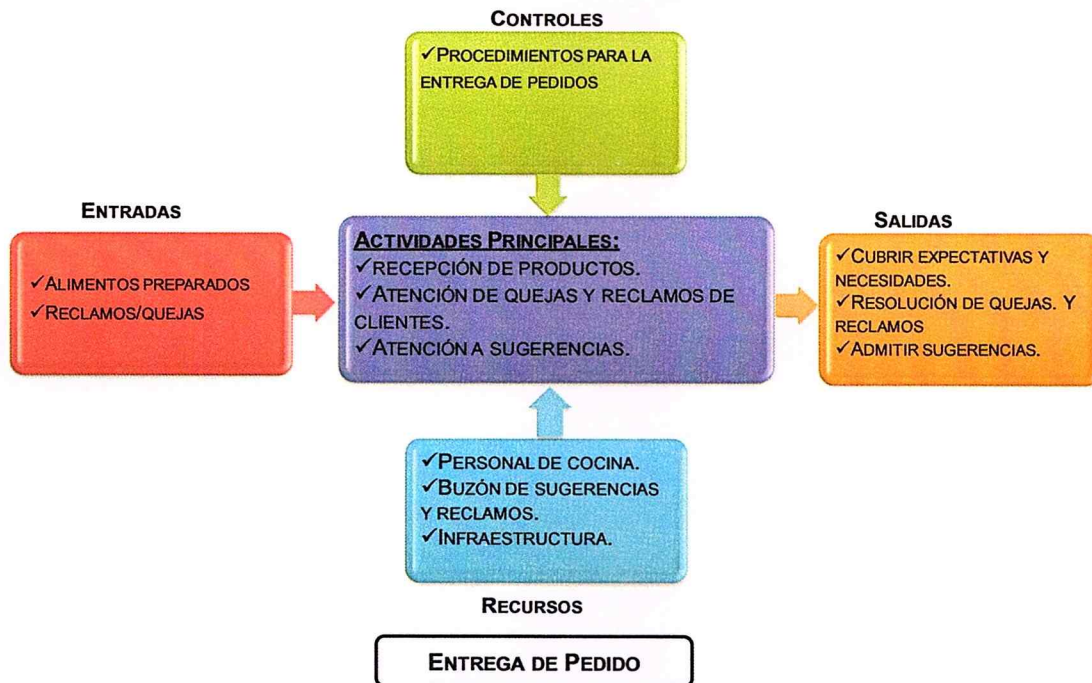 CONTROLES
✓PROCEDIMIENTOS PARA LA
ENTREGA DE PEDIDOS
ENTRADAS
✓ALIMENTOS PREPARADOS
✓RECLAMOS/QUEJAS
ACTIVIDADES PRINCIPALES:
✓RECEPCIÓN DE PRODUCTOS.
✓ATENCIÓN DE QUEJAS Y RECLAMOS DE
CLIENTES.
✓ATENCIÓN A SUGERENCIAS.
SALIDAS
✓CUBRIR EXPECTATIVAS Y
NECESIDADES.
✓RESOLUCIÓN DE QUEJAS. Y
RECLAMOS
✓ADMITIR SUGERENCIAS.
✓PERSONAL DE COCINA.
✓BUZÓN DE SUGERENCIAS
Y RECLAMOS.
✓INFRAESTRUCTURA.
RECURSOS
ENTREGA DE PEDIDO